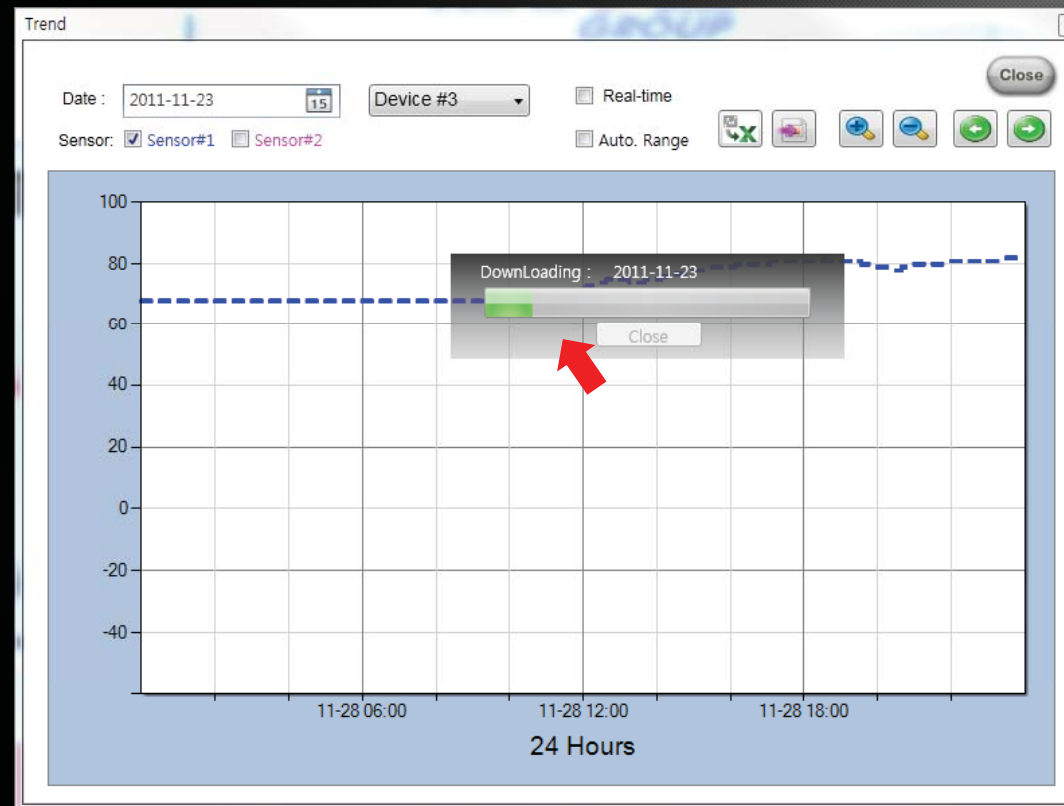 Trend
GROUP
Close
Date : 2011-11-23 15 Device #3 Real-time
Sensor: Sensor#1 Sensor#2 Auto. Range
100
80
60
40
20
0
-20
-40
DownLoading : 2011-11-23
Close
11-28 06:00 11-28 12:00 11-28 18:00
24 Hours